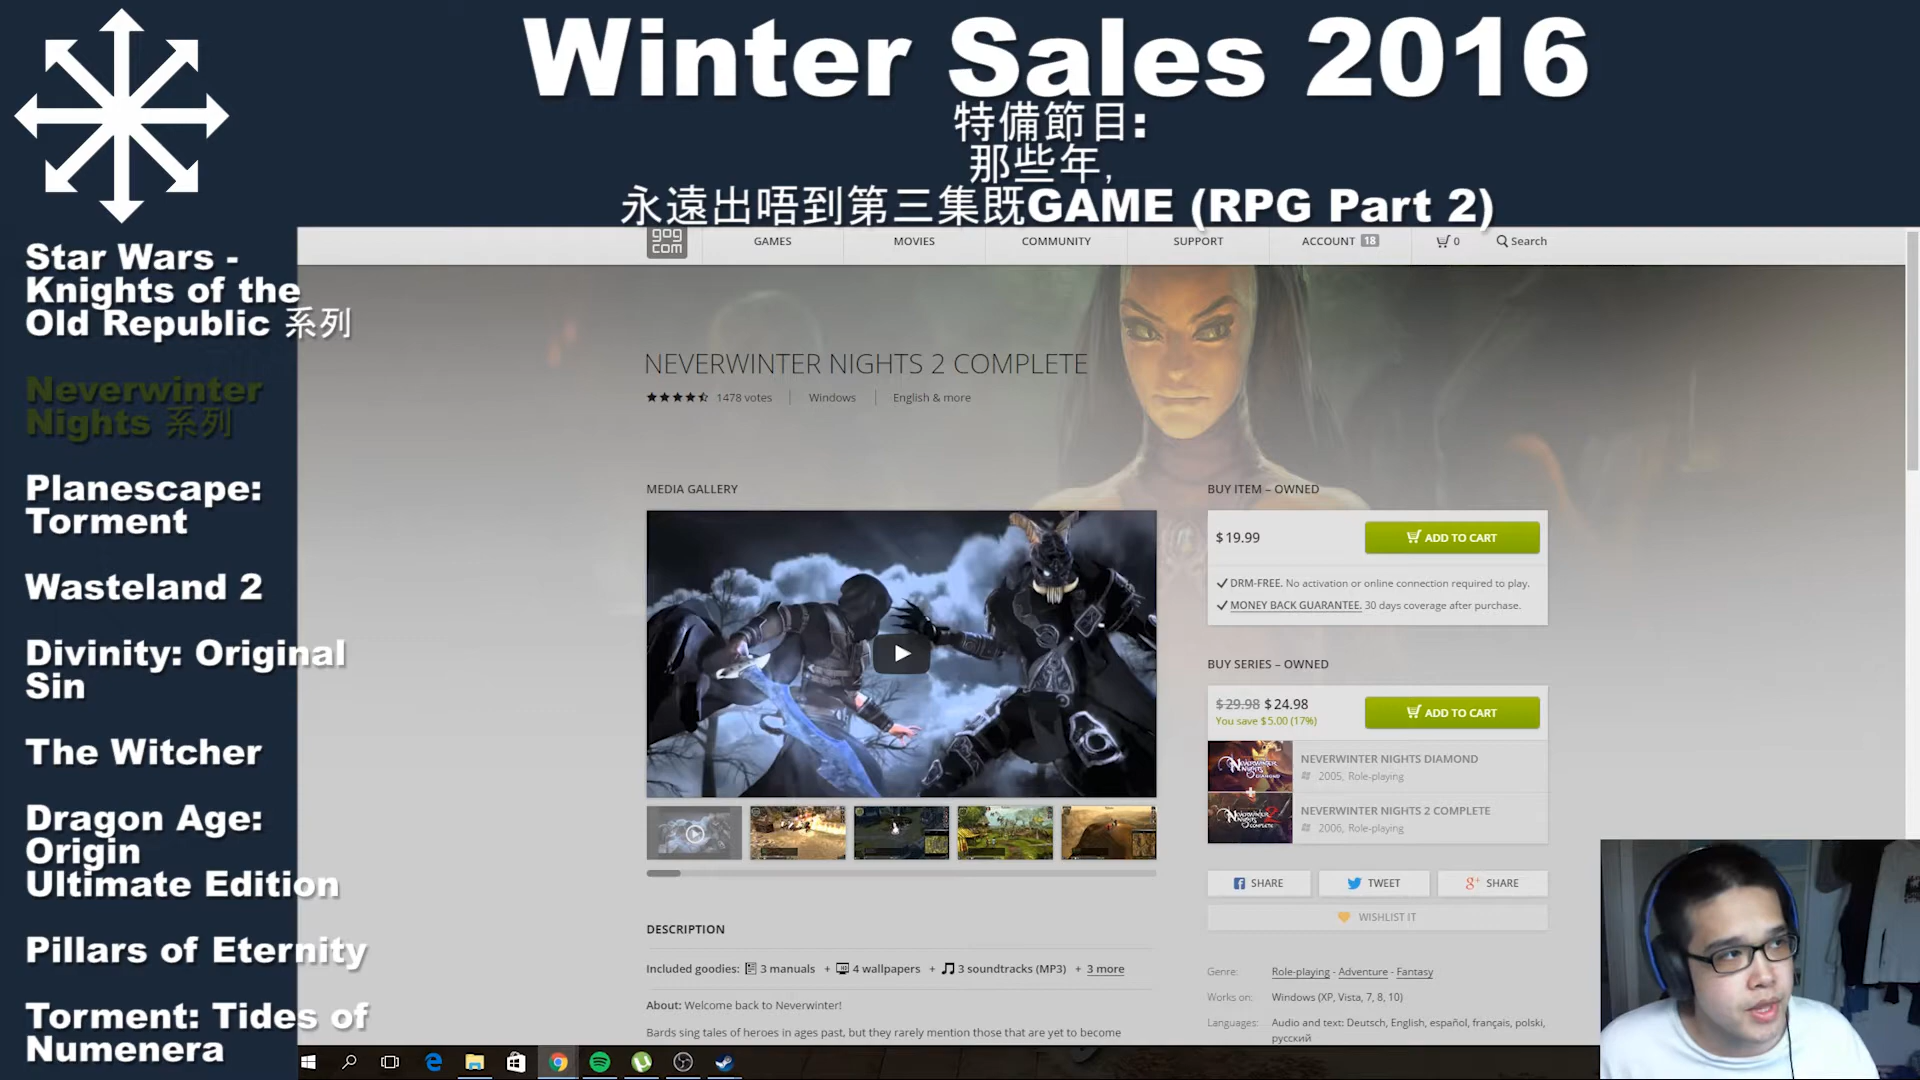 Winter Sales 2016
特備節目:
那些年,
永遠出唔到第三集既GAME (RPG Part 2)
Star Wars -
Knights of the
Old Republic 系列
Neverwinter
Nights 系列
Planescape:
Torment
Wasteland 2
Divinity: Original
Sin
The Witcher
Dragon Age:
Origin
Ultimate Edition
Pillars of Eternity
Torment: Tides of
Numenera
gog
com
GAMES
MOVIES
COMMUNITY
SUPPORT
ACCOUNT 18
0
Search
NEVERWINTER NIGHTS 2 COMPLETE
1478 votes
Windows
English & more
MEDIA GALLERY
DESCRIPTION
Included goodies: 3 manuals + 4 wallpapers + 3 soundtracks (MP3) + 3 more
About: Welcome back to Neverwinter!
Bards sing tales of heroes in ages past, but they rarely mention those that are yet to become
BUY ITEM – OWNED
$ 19.99
ADD TO CART
DRM-FREE. No activation or online connection required to play.
MONEY BACK GUARANTEE. 30 days coverage after purchase.
BUY SERIES – OWNED
$ 29.98 $ 24.98
You save $ 5.00 (17%)
ADD TO CART
NEVERWINTER NIGHTS DIAMOND
2005, Role-playing
NEVERWINTER NIGHTS 2 COMPLETE
2006, Role-playing
SHARE
TWEET
SHARE
WISHLIST IT
Genre: Role-playing - Adventure - Fantasy
Works on: Windows (XP, Vista, 7, 8, 10)
Languages: Audio and text: Deutsch, English, español, français, polski,
русский